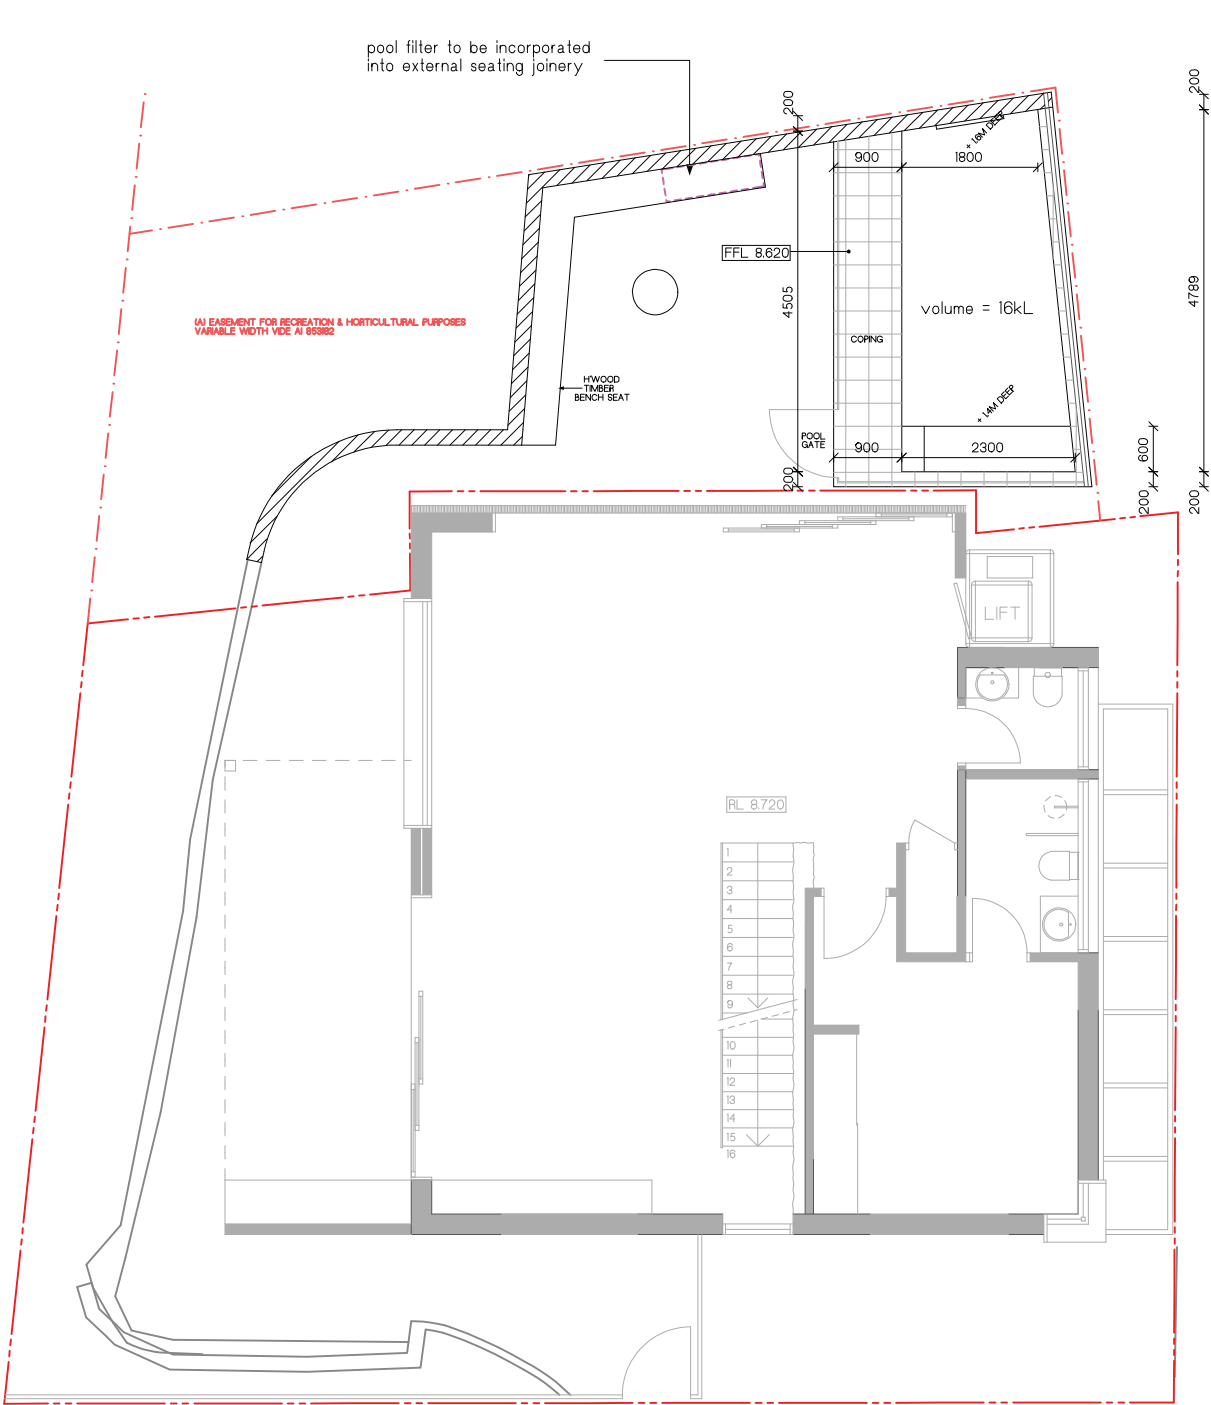 pool filter to be incorporated
into external seating joinery
200
200
+ 1.6M DEEP
900
1800
FFL 8.620
4505
4789
volume = 16kL
(A) EASEMENT FOR RECREATION & HORTICULTURAL PURPOSES
VARIABLE WIDTH VIDE AI 853182
COPING
H'WOOD
TIMBER
BENCH SEAT
+ 1.4M DEEP
POOL
GATE
900
2300
600
200
200
200
LIFT
RL 8.720
1
2
3
4
5
6
7
8
9
10
11
12
13
14
15
16